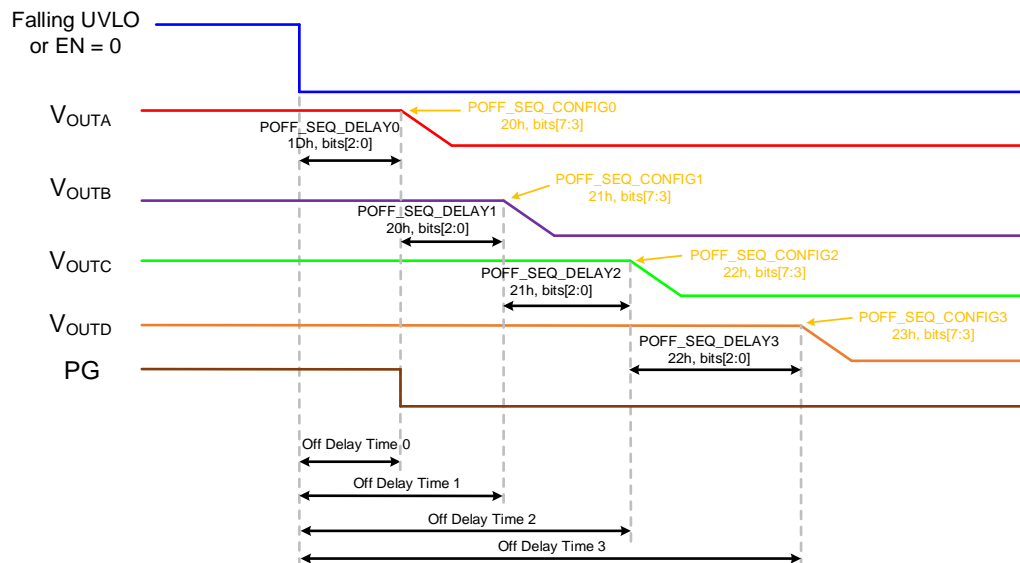 Falling UVLO
or EN = 0
VOUTA
POFF_SEQ_CONFIG0
20h, bits[7:3]
POFF_SEQ_DELAY0
1Dh, bits[2:0]
VOUTB
POFF_SEQ_CONFIG1
21h, bits[7:3]
POFF_SEQ_DELAY1
20h, bits[2:0]
VOUTC
POFF_SEQ_CONFIG2
22h, bits[7:3]
POFF_SEQ_DELAY2
21h, bits[2:0]
VOUTD
POFF_SEQ_CONFIG3
23h, bits[7:3]
POFF_SEQ_DELAY3
22h, bits[2:0]
PG
Off Delay Time 0
Off Delay Time 1
Off Delay Time 2
Off Delay Time 3